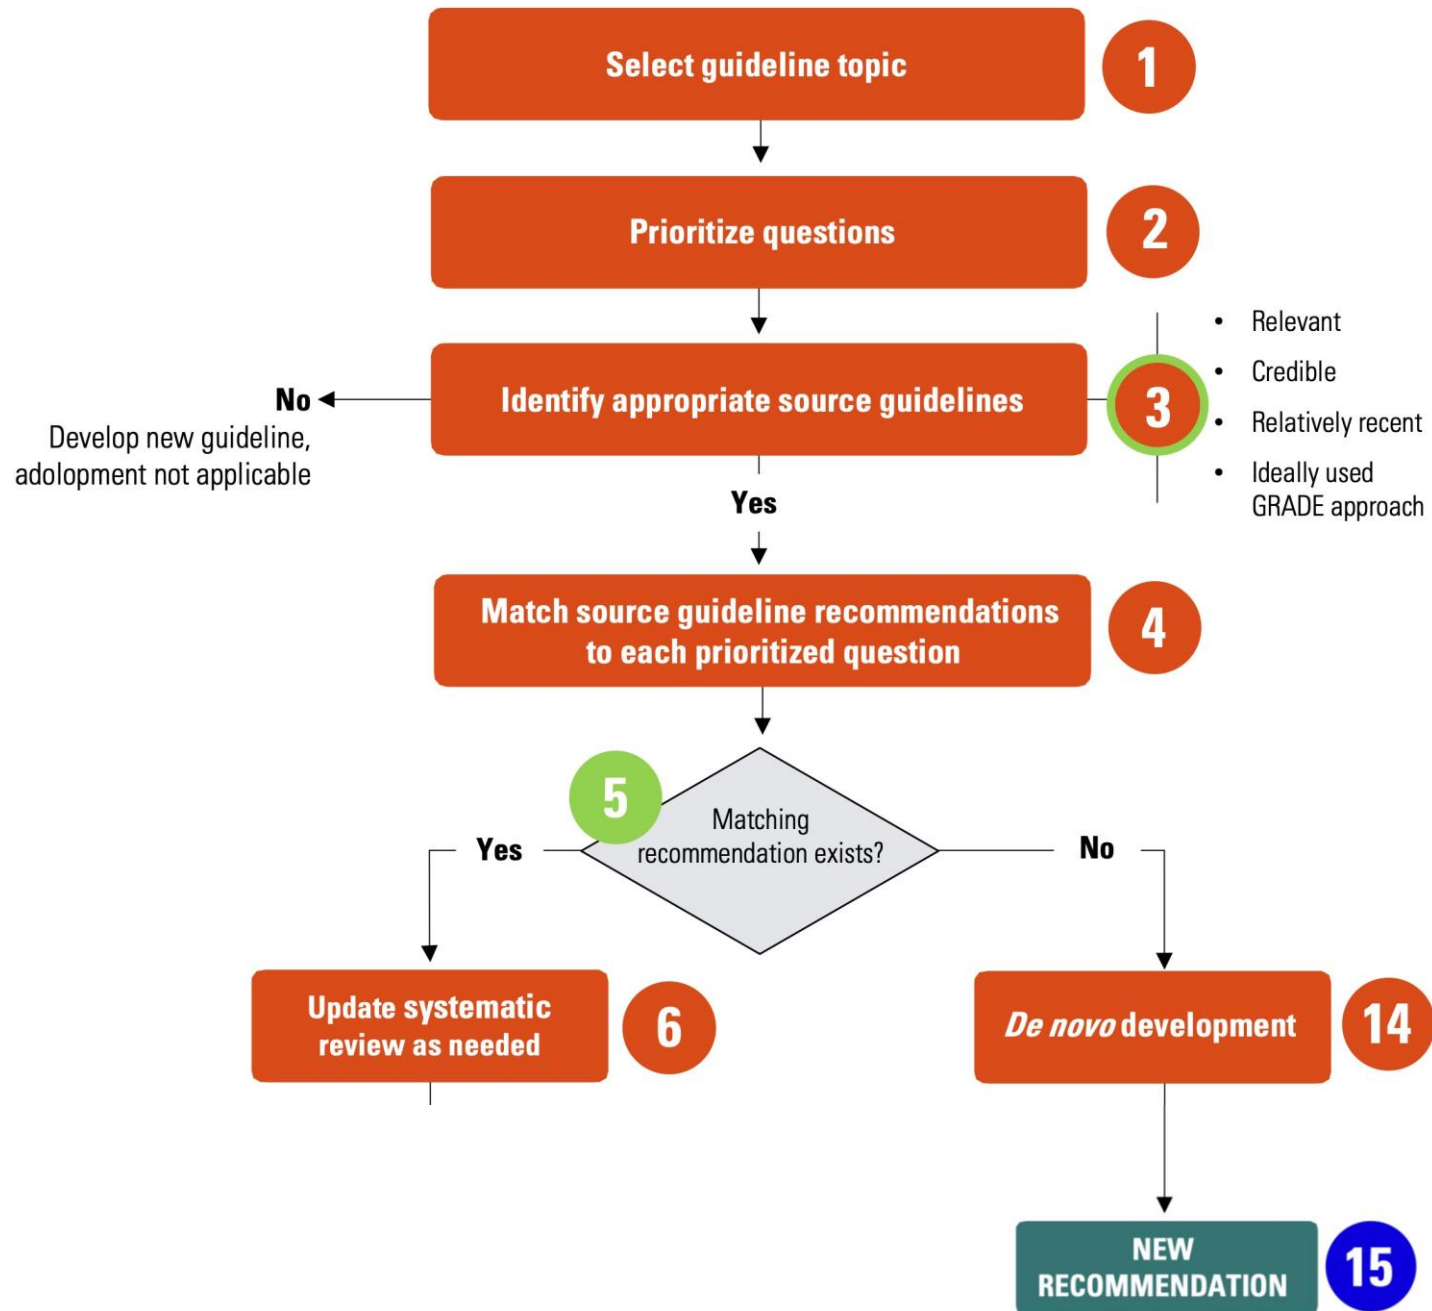 Select guideline topic
1
Prioritize questions
2
Identify appropriate source guidelines
3
• Relevant
• Credible
• Relatively recent
• Ideally used
GRADE approach
No
Develop new guideline,
adolopment not applicable
Yes
Match source guideline recommendations
to each prioritized question
4
5
Matching
recommendation exists?
Yes
No
Update systematic
review as needed
6
De novo development
14
NEW
RECOMMENDATION
15